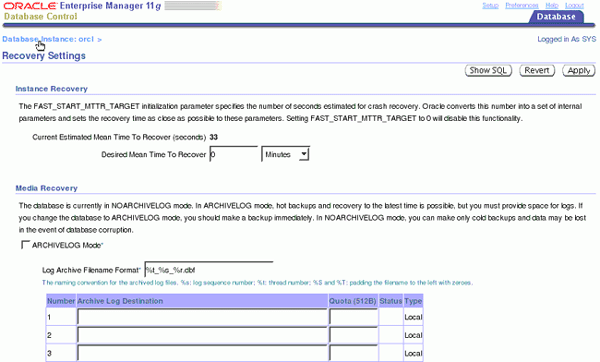 ORACLE Enterprise Manager 11g
Database Control
Setup Preferences Help Logout
Database
Database Instance: orcl >
Logged in As SYS
Recovery Settings
Show SQL Revert Apply
Instance Recovery
The FAST_START_MTTR_TARGET initialization parameter specifies the number of seconds estimated for crash recovery. Oracle converts this number into a set of internal
parameters and sets the recovery time as close as possible to these parameters. Setting FAST_START_MTTR_TARGET to 0 will disable this functionality.
Current Estimated Mean Time To Recover (seconds) 33
Desired Mean Time To Recover 0 Minutes
Media Recovery
The database is currently in NOARCHIVELOG mode. In ARCHIVELOG mode, hot backups and recovery to the latest time is possible, but you must provide space for logs. If
you change the database to ARCHIVELOG mode, you should make a backup immediately. In NOARCHIVELOG mode, you can make only cold backups and data may be lost
in the event of database corruption.
ARCHIVELOG Mode*
Log Archive Filename Format* %t_%s_%r.dbf
The naming convention for the archived log files. %s: log sequence number; %t: thread number; %S and %T: padding the filename to the left with zeroes.
Number Archive Log Destination Quota (512B) Status Type
1 Local
2 Local
3 Local